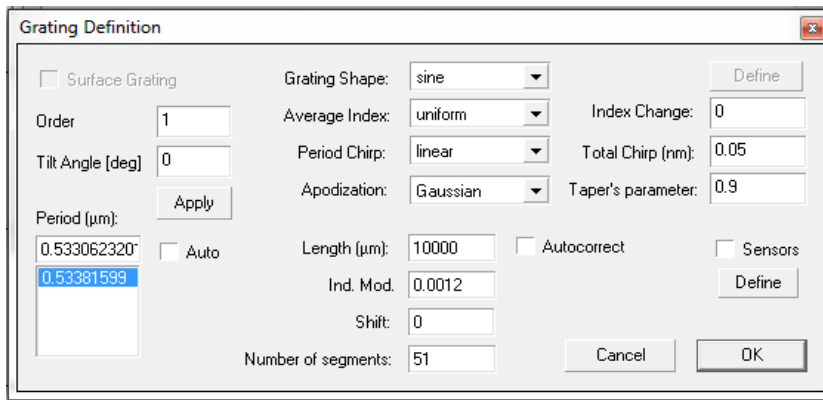 Grating Definition
Surface Grating
Grating Shape: sine
Define
Order 1
Average Index: uniform
Index Change: 0
Tilt Angle [deg] 0
Period Chirp: linear
Total Chirp (nm): 0.05
Apply
Apodization: Gaussian
Taper's parameter: 0.9
Period (µm):
0.533062320
Auto
Length (µm): 10000
Autocorrect
Sensors
0.53381599
Ind. Mod. 0.0012
Define
Shift: 0
Number of segments: 51
Cancel
OK